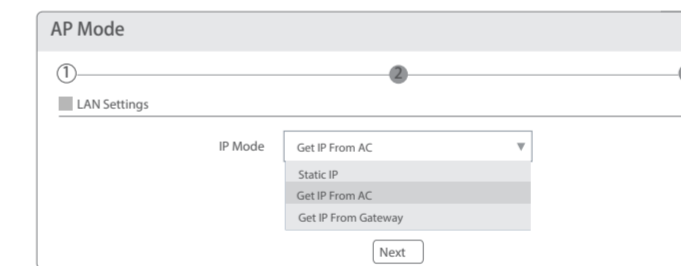 AP Mode
1
2
LAN Settings
IP Mode
Get IP From AC
Static IP
Get IP From AC
Get IP From Gateway
Next